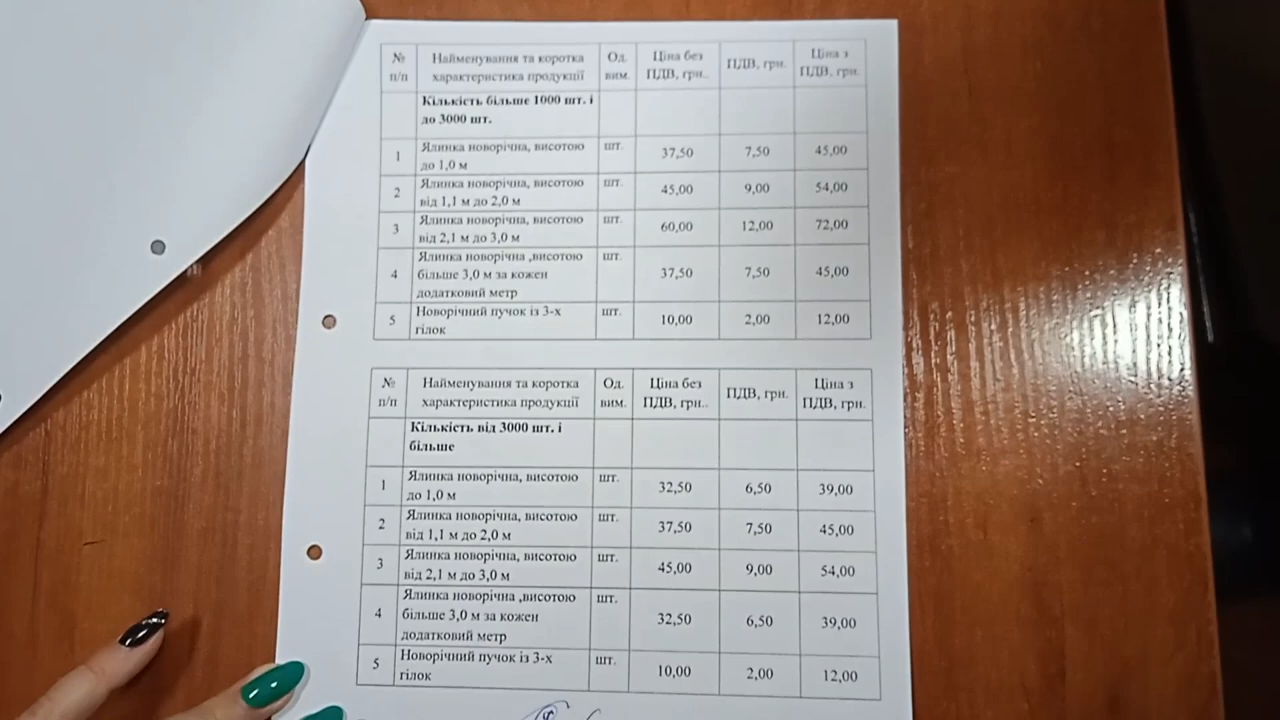 № п/п Найменування та коротка характеристика продукції Од. вим. Ціна без ПДВ, грн.. ПДВ, грн. Ціна з ПДВ, грн.
Кількість більше 1000 шт. і до 3000 шт.
1 Ялинка новорічна, висотою до 1,0 м шт. 37,50 7,50 45,00
2 Ялинка новорічна, висотою від 1,1 м до 2,0 м шт. 45,00 9,00 54,00
3 Ялинка новорічна, висотою від 2,1 м до 3,0 м шт. 60,00 12,00 72,00
4 Ялинка новорічна ,висотою більше 3,0 м за кожен додатковий метр шт. 37,50 7,50 45,00
5 Новорічний пучок із 3-х гілок шт. 10,00 2,00 12,00
№ п/п Найменування та коротка характеристика продукції Од. вим. Ціна без ПДВ, грн.. ПДВ, грн. Ціна з ПДВ, грн.
Кількість від 3000 шт. і більше
1 Ялинка новорічна, висотою до 1,0 м шт. 32,50 6,50 39,00
2 Ялинка новорічна, висотою від 1,1 м до 2,0 м шт. 37,50 7,50 45,00
3 Ялинка новорічна, висотою від 2,1 м до 3,0 м шт. 45,00 9,00 54,00
4 Ялинка новорічна ,висотою більше 3,0 м за кожен додатковий метр шт. 32,50 6,50 39,00
5 Новорічний пучок із 3-х гілок шт. 10,00 2,00 12,00